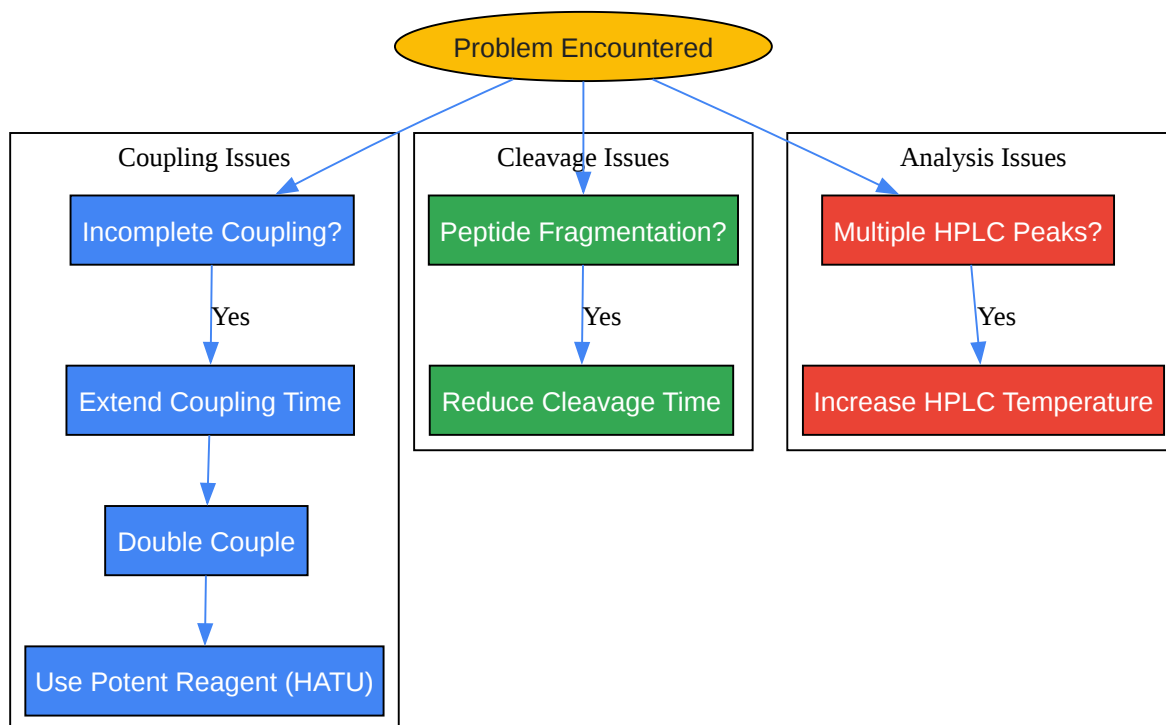 Problem Encountered
Coupling Issues
Incomplete Coupling?
Yes
Extend Coupling Time
Double Couple
Use Potent Reagent (HATU)
Cleavage Issues
Peptide Fragmentation?
Yes
Reduce Cleavage Time
Analysis Issues
Multiple HPLC Peaks?
Yes
Increase HPLC Temperature